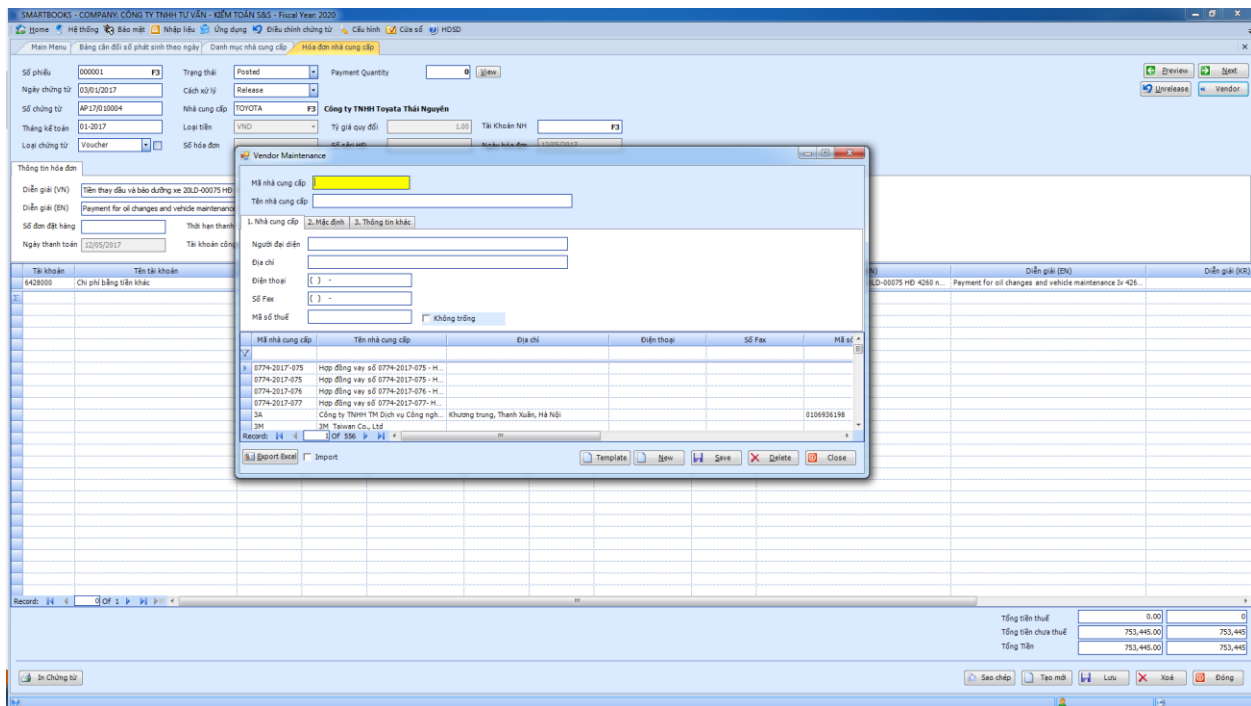 SMARTBOOKS - COMPANY: CÔNG TY TNHH TƯ VẤN - KIỂM TOÁN S&S - Fiscal Year: 2020
Home Hệ thống Bảo mật Nhập liệu Ứng dụng Điều chỉnh chứng từ Cấu hình Cửa sổ HDSD
Main Menu Bảng cân đối số phát sinh theo ngày Danh mục nhà cung cấp Hóa đơn nhà cung cấp
Số phiếu 000001 F3 Trạng thái Posted Payment Quantity 0 View Preview Next
Ngày chứng từ 03/01/2017 Cách xử lý Release Unrelease Vendor
Số chứng từ AP17/010004 Nhà cung cấp TOYOTA F3 Công ty TNHH Toyata Thái Nguyên
Tháng kế toán 01-2017 Loại tiền VND Tỷ giá quy đổi 1.00 Tài Khoản NH F3
Loại chứng từ Voucher Số hóa đơn Số sêri HĐ Ngày hóa đơn 12/05/2017
Thông tin hóa đơn
Diễn giải (VN) Tiền thay dầu và bảo dưỡng xe 20LD-00075 HĐ
Diễn giải (EN) Payment for oil changes and vehicle maintenance
Số đơn đặt hàng Thời hạn thanh
Ngày thanh toán 12/05/2017 Tài khoản công
Tài khoản Tên tài khoản Diễn giải (EN) Diễn giải (KR)
6428000 Chi phí bằng tiền khác 0LD-00075 HĐ 4260 n... Payment for oil changes and vehicle maintenance Iv 426...
Vendor Maintenance
Mã nhà cung cấp
Tên nhà cung cấp
1. Nhà cung cấp 2. Mặc định 3. Thông tin khác
Người đại diện
Địa chỉ
Điện thoại ( ) -
Số Fax ( ) -
Mã số thuế Không trống
Mã nhà cung cấp Tên nhà cung cấp Địa chỉ Điện thoại Số Fax Mã số
0774-2017'-075 Hợp đồng vay số 0774-2017-075 - H...
0774-2017-075 Hợp đồng vay số 0774-2017-075 - H...
0774-2017-076 Hợp đồng vay số 0774-2017-076 - H...
0774-2017-077 Hợp đồng vay số 0774-2017-077- H...
3A Công ty TNHH TM Dịch vụ Công ngh... Khương trung, Thanh Xuân, Hà Nội 0106936198
3M 3M Taiwan Co., Ltd
Record: 1 Of 556
Export Excel Import Template New Save Delete Close
Record: 0 Of 1
Tổng tiền thuế 0.00 0
Tổng tiền chưa thuế 753,445.00 753,445
Tổng Tiền 753,445.00 753,445
In Chứng từ Sao chép Tạo mới Lưu Xoá Đóng